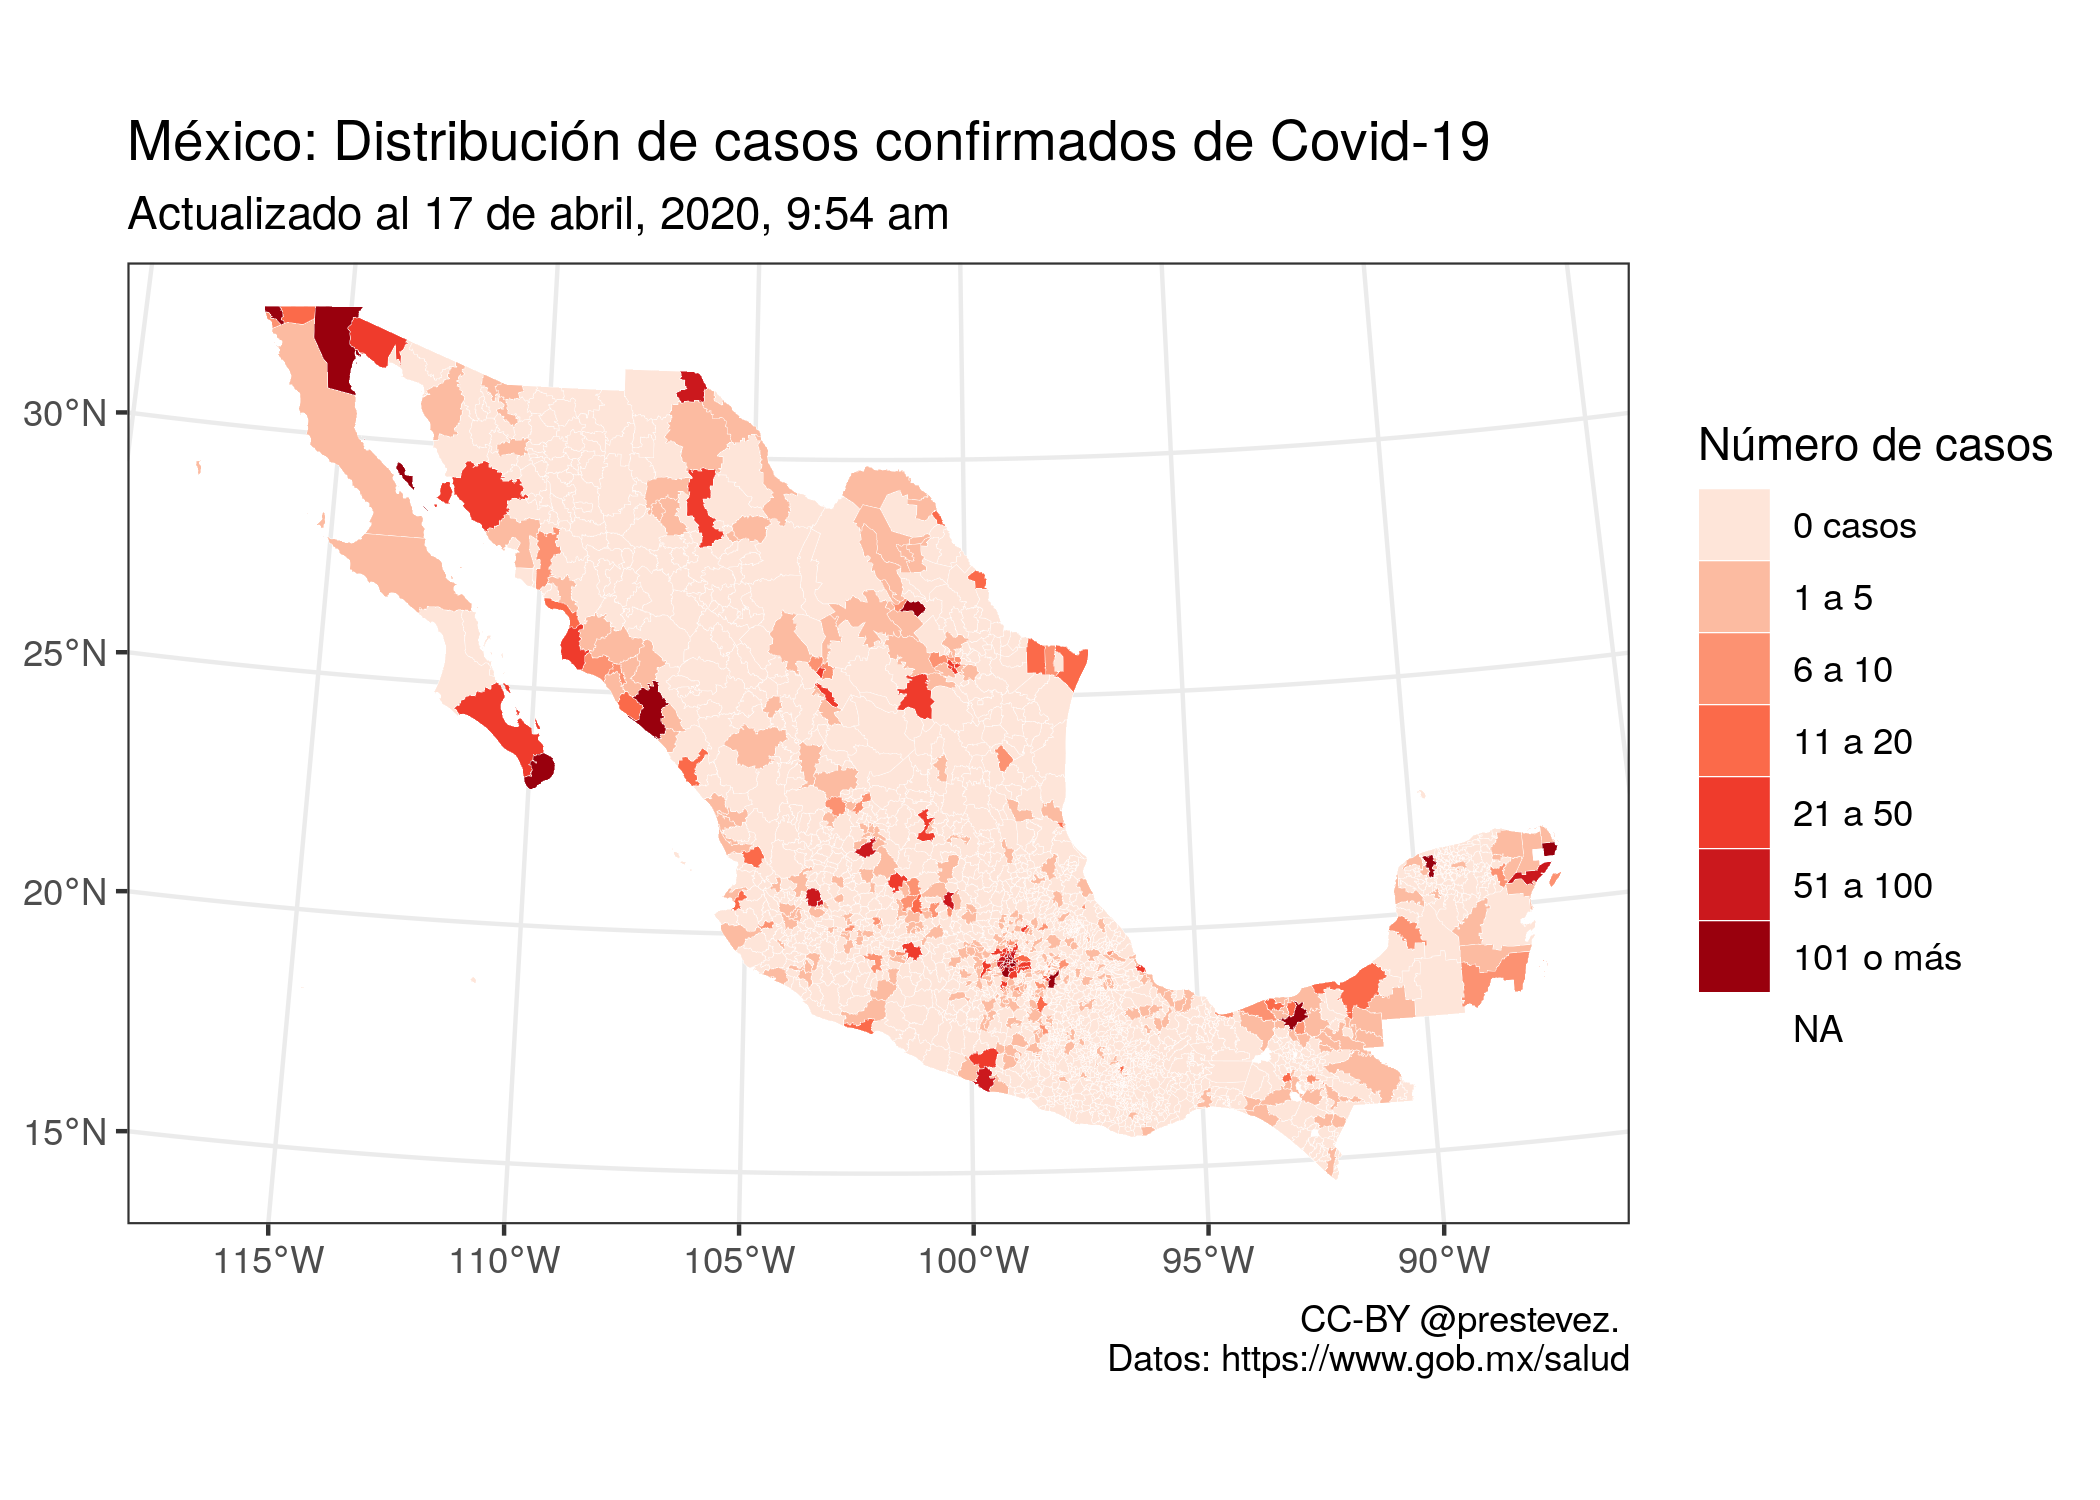 México: Distribución de casos confirmados de Covid-19
Actualizado al 17 de abril, 2020, 9:54 am
30°N
25°N
20°N
15°N
115°W
110°W
105°W
100°W
95°W
90°W
Número de casos
0 casos
1 a 5
6 a 10
11 a 20
21 a 50
51 a 100
101 o más
NA
CC-BY @prestevez.
Datos: https://www.gob.mx/salud